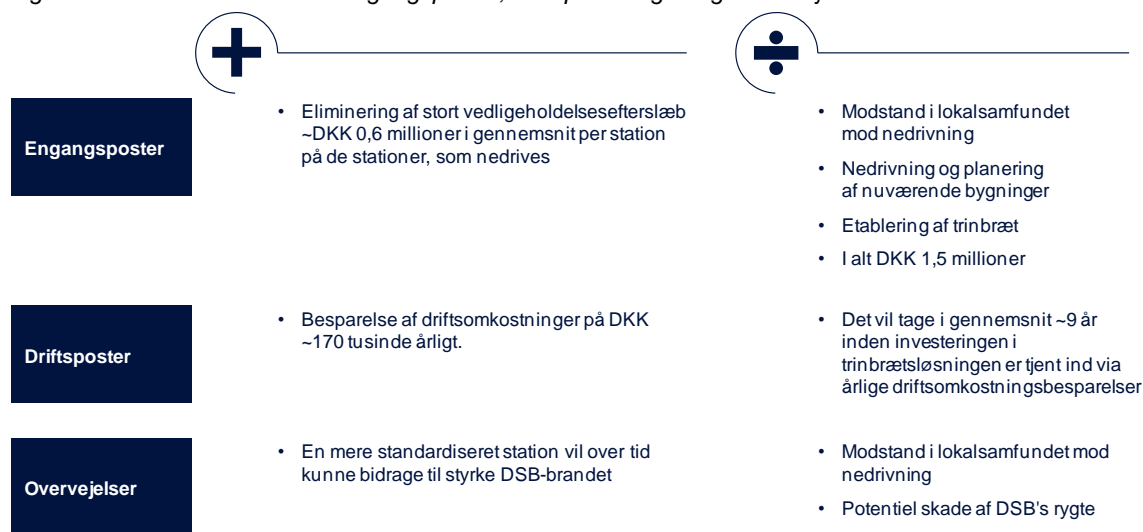 Engangsposter
• Eliminering af stort vedligeholdelsesefterslæb
~DKK 0,6 millioner i gennemsnit per station
på de stationer, som nedrives
• Modstand i lokalsamfundet
mod nedrivning
• Nedrivning og planering
af nuværende bygninger
• Etablering af trinbræt
• I alt DKK 1,5 millioner
Driftsposter
• Besparelse af driftsomkostninger på DKK
~170 tusinde årligt.
• Det vil tage i gennemsnit ~9 år
inden investeringen i
trinbrætsløsningen er tjent ind via
årlige driftsomkostningsbesparelser
Overvejelser
• En mere standardiseret station vil over tid
kunne bidrage til styrke DSB-brandet
• Modstand i lokalsamfundet mod
nedrivning
• Potentiel skade af DSB's rygte